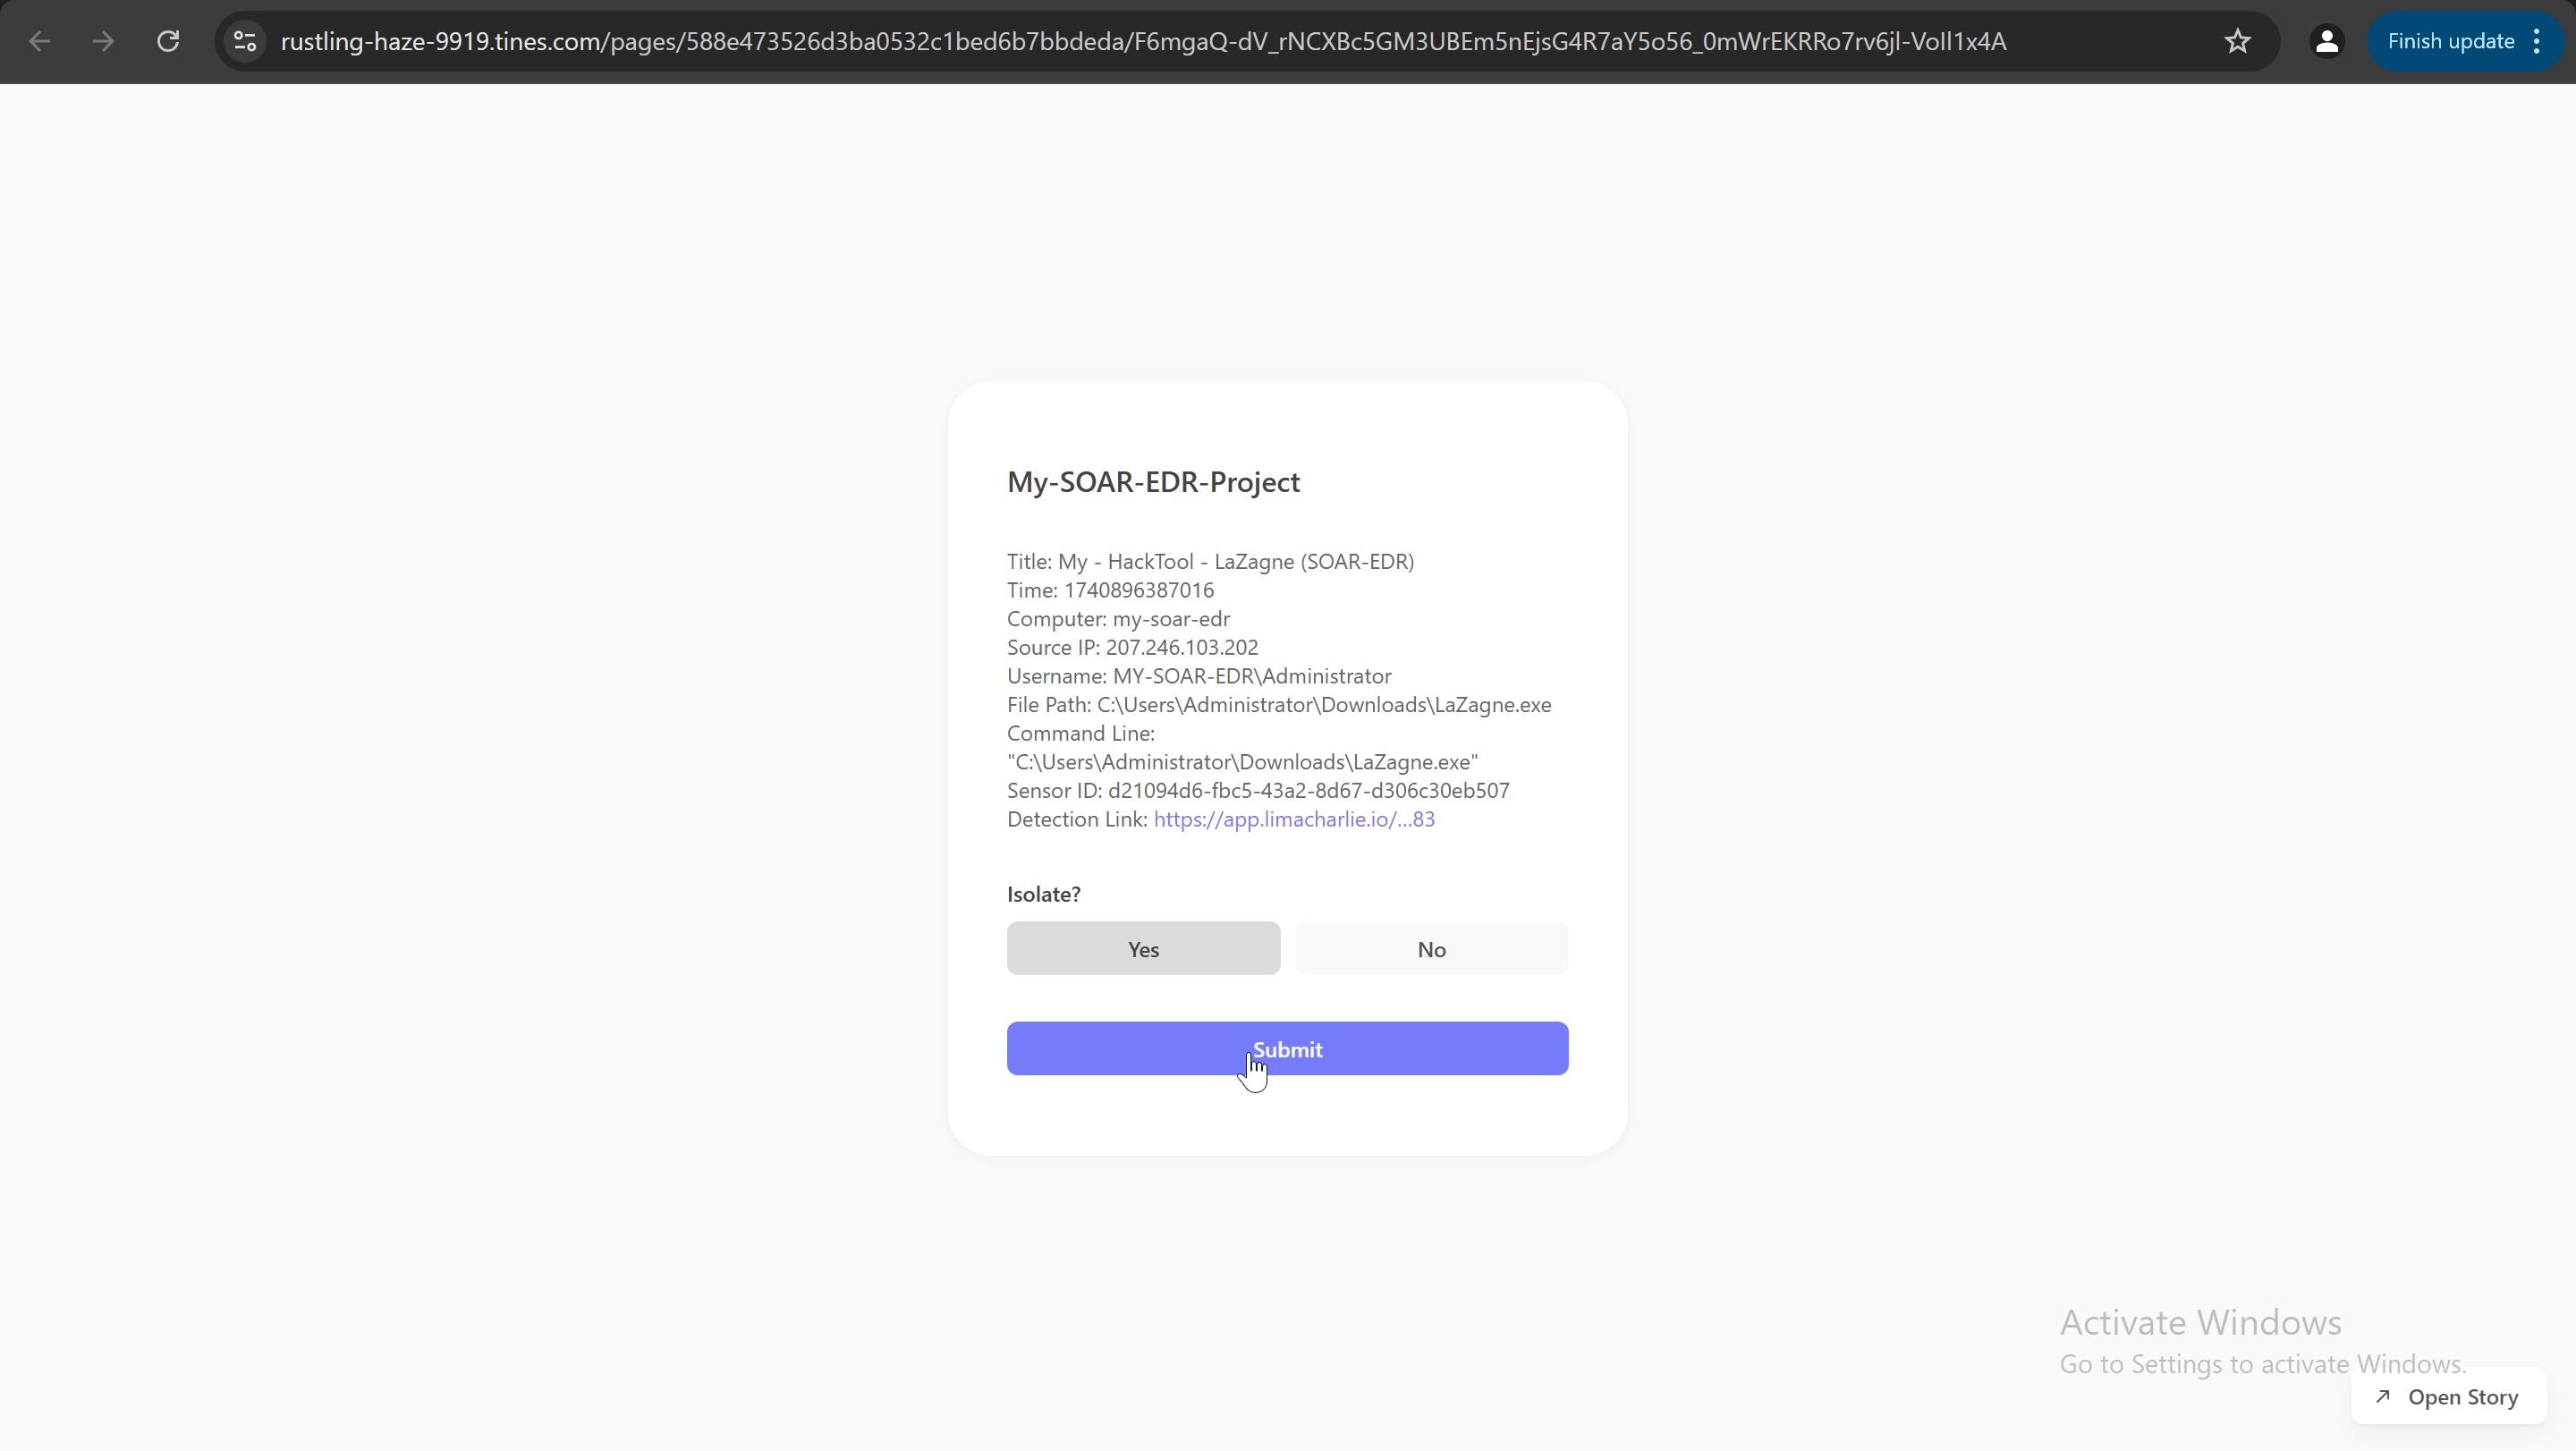 rustling-haze-9919.tines.com/pages/588e473526d3ba0532c1bed6b7bbdeda/F6mgaQ-dV_rNCXBc5GM3UBEm5nEjsG4R7aY5o56_0mWrEKRRo7rv6jl-Voll1x4A
Finish update
My-SOAR-EDR-Project
Title: My - HackTool - LaZagne (SOAR-EDR)
Time: 1740896387016
Computer: my-soar-edr
Source IP: 207.246.103.202
Username: MY-SOAR-EDR\Administrator
File Path: C:\Users\Administrator\Downloads\LaZagne.exe
Command Line:
"C:\Users\Administrator\Downloads\LaZagne.exe"
Sensor ID: d21094d6-fbc5-43a2-8d67-d306c30eb507
Detection Link: https://app.limacharlie.io/...83
Isolate?
Yes No
Submit
Activate Windows
Go to Settings to activate Windows.
Open Story